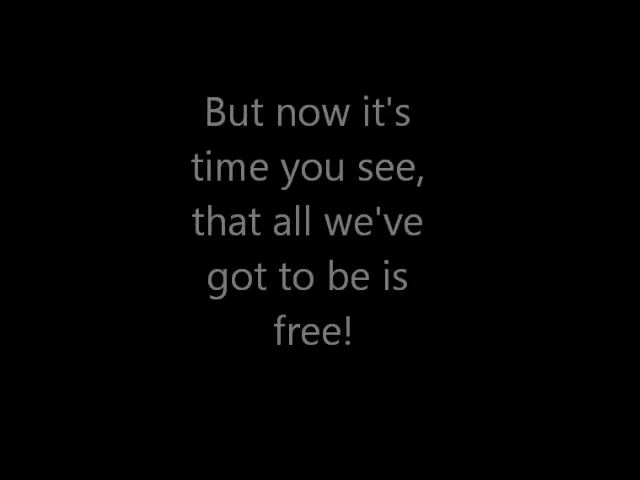 But now it's
time you see,
that all we've
got to be is
free!